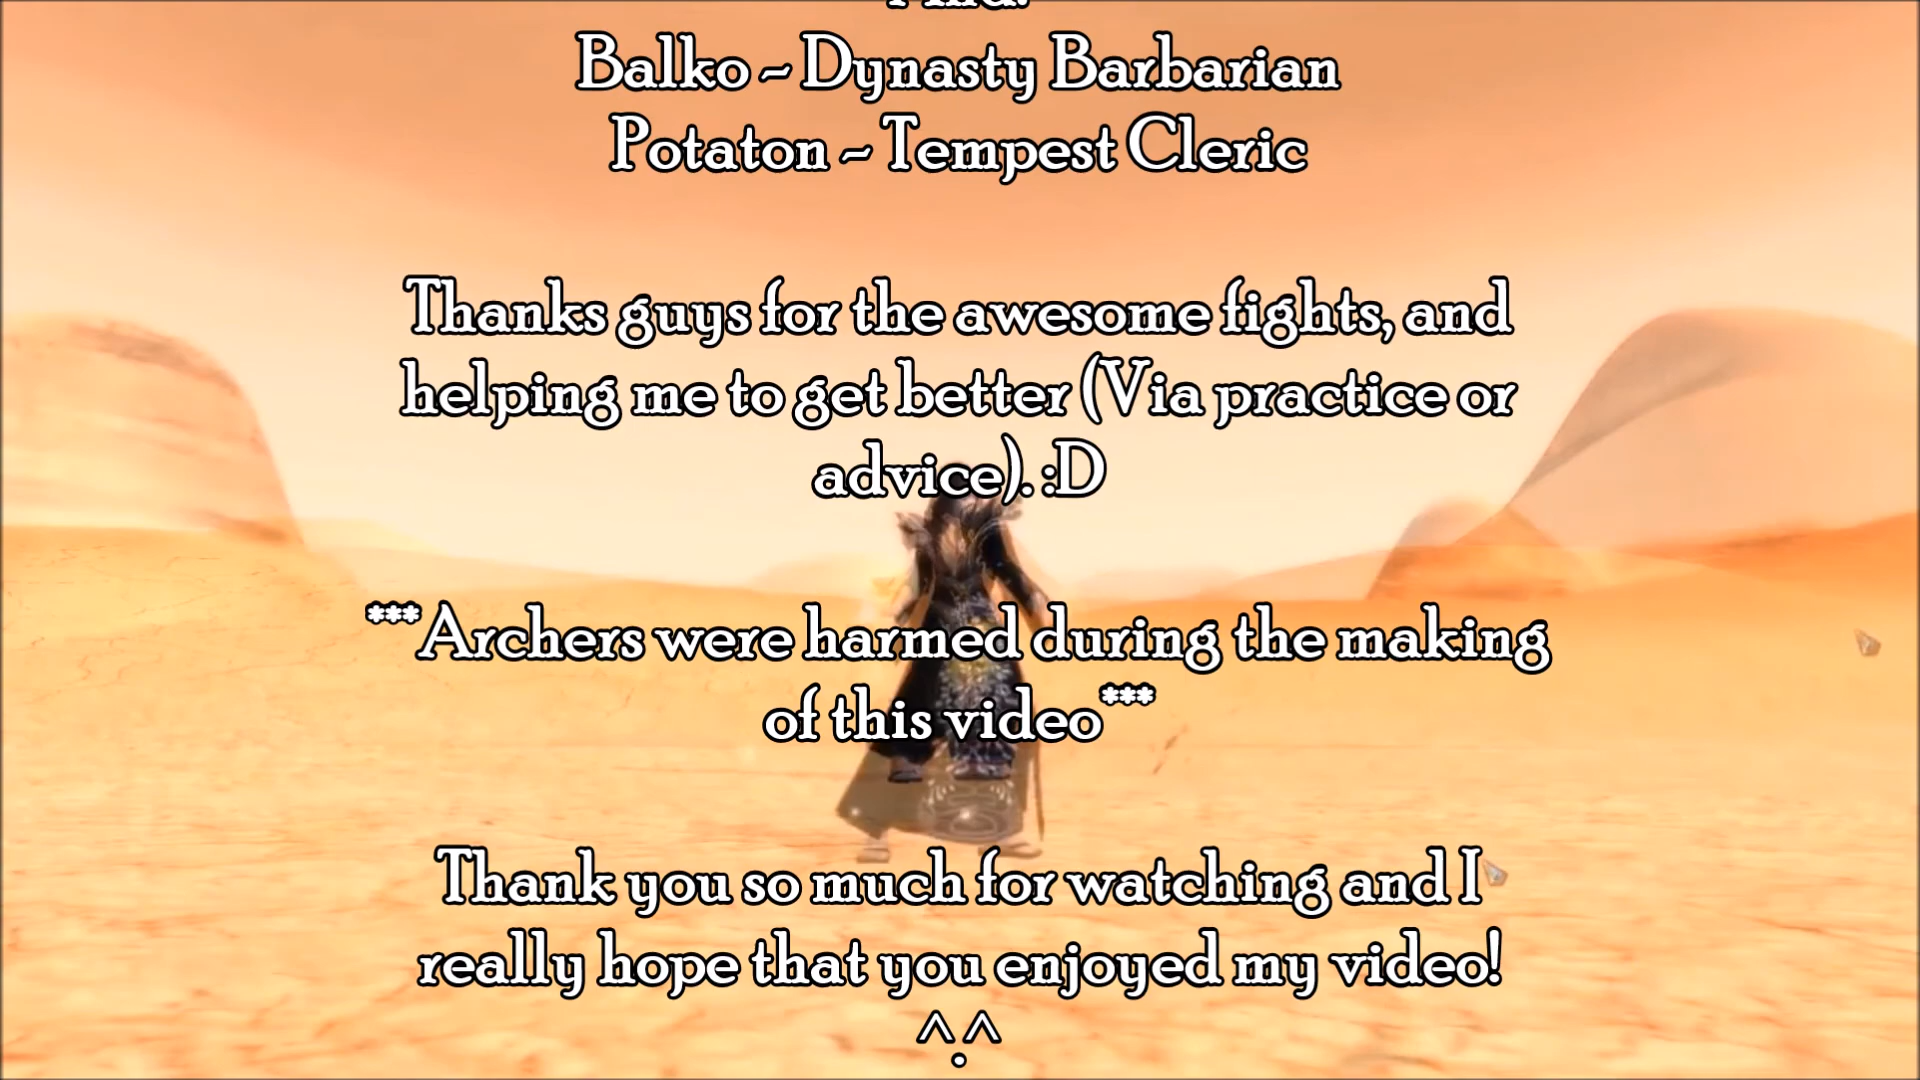 Balko ~ Dynasty Barbarian
Potaton ~ Tempest Cleric
Thanks guys for the awesome fights, and
helping me to get better (Via practice or
advice). :D
***Archers were harmed during the making
of this video***
Thank you so much for watching and I
really hope that you enjoyed my video!
^.^